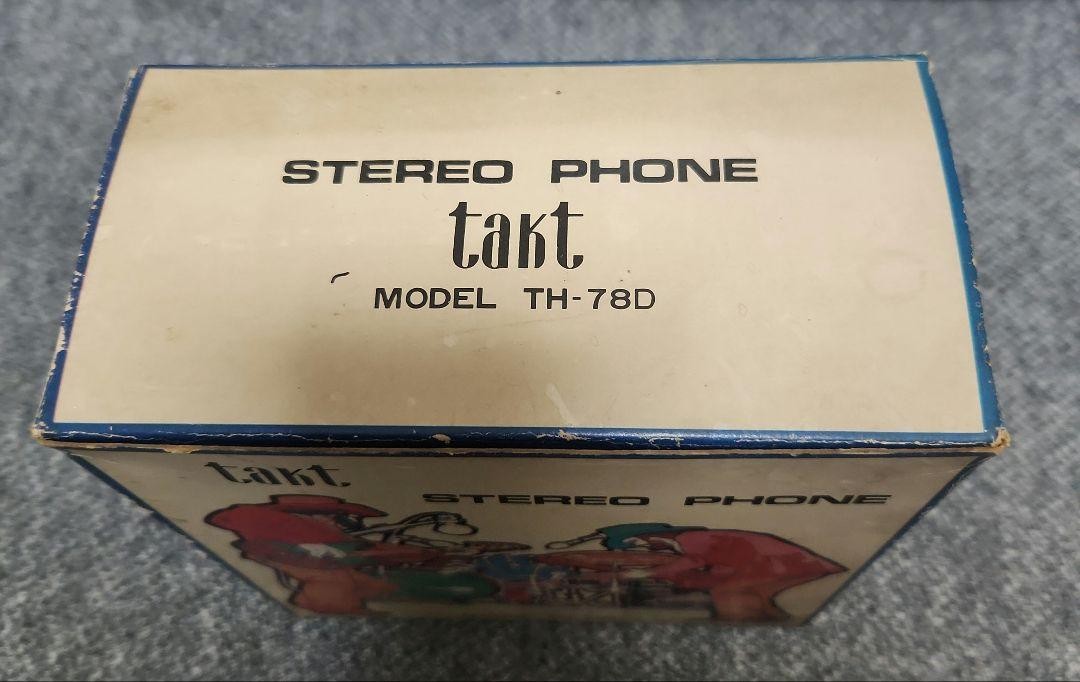 STEREO PHONE
takt
MODEL TH-78D
takt
STEREO PHONE